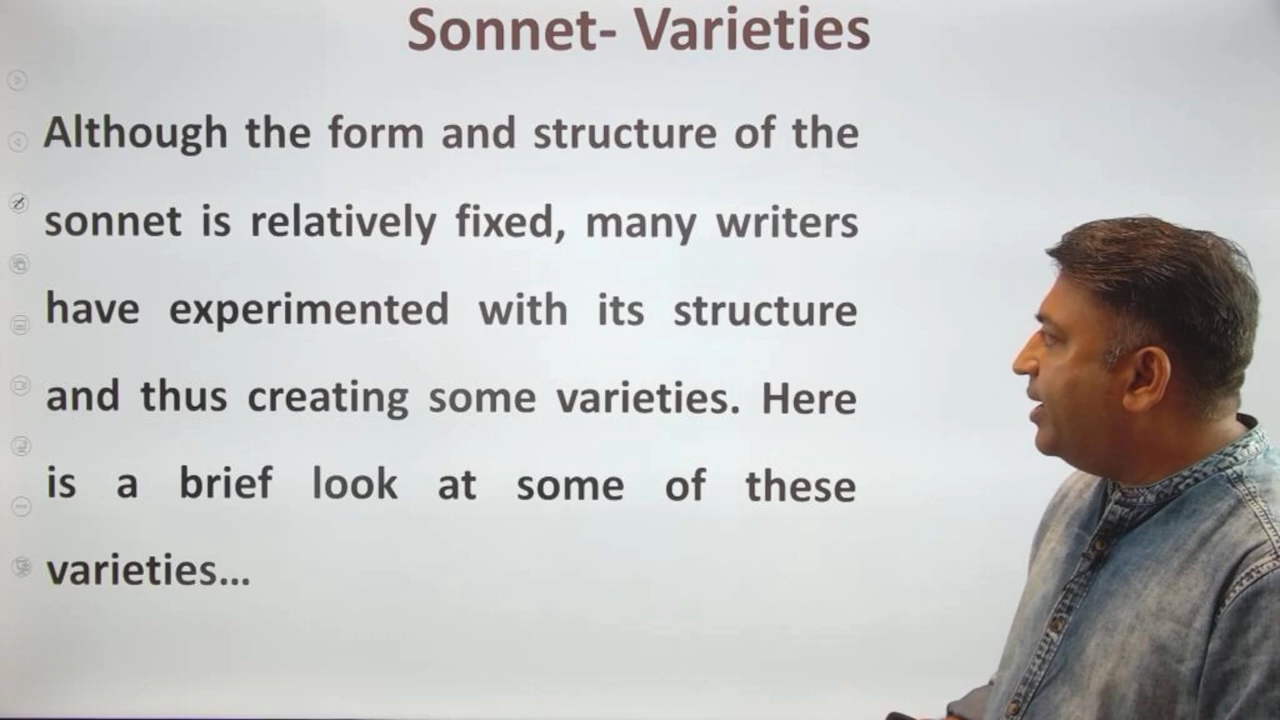 Sonnet- Varieties
Although the form and structure of the
sonnet is relatively fixed, many writers
have experimented with its structure
and thus creating some varieties. Here
is a brief look at some of these
varieties...